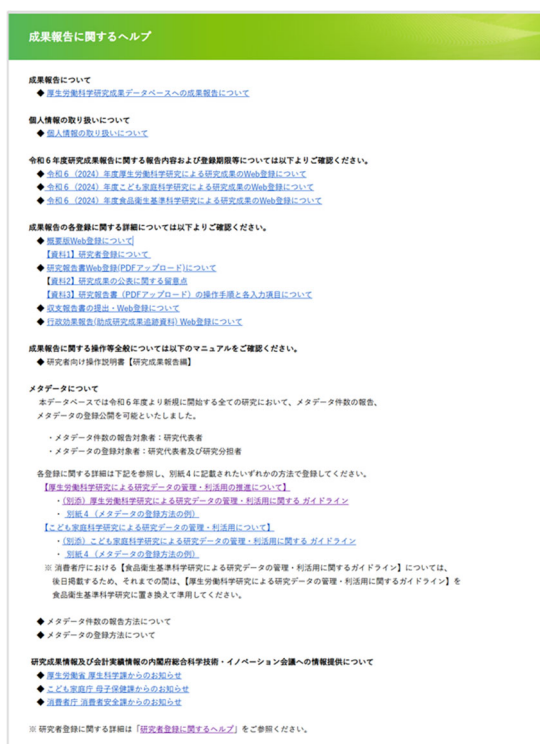 成果報告に関するヘルプ
成果報告について
◆ 厚生労働科学研究成果データベースへの成果報告について
個人情報の取り扱いについて
◆ 個人情報の取り扱いについて
令和６年度研究成果報告に関する報告内容および登録期限等については以下よりご確認ください。
◆ 令和６（2024）年度厚生労働科学研究による研究成果のWeb登録について
◆ 令和６（2024）年度こども家庭科学研究による研究成果のWeb登録について
◆ 令和６（2024）年度食品衛生基準科学研究による研究成果のWeb登録について
成果報告の各登録に関する詳細については以下よりご確認ください。
◆ 概要版Web登録について
【資料1】研究者登録について
◆ 研究報告書Web登録(PDFアップロード)について
【資料2】研究成果の公表に関する留意点
【資料3】研究報告書（PDFアップロード）の操作手順と各入力項目について
◆ 収支報告書の提出・Web登録について
◆ 行政効果報告(助成研究成果追跡資料) Web登録について
成果報告に関する操作等全般については以下のマニュアルをご確認ください。
◆ 研究者向け操作説明書【研究成果報告編】
メタデータについて
本データベースでは令和６年度より新規に開始する全ての研究において、メタデータ件数の報告、
メタデータの登録公開を可能といたしました。
・メタデータ件数の報告対象者：研究代表者
・メタデータの登録対象者：研究代表者及び研究分担者
各登録に関する詳細は下記を参照し、別紙４に記載されたいずれかの方法で登録してください。
【厚生労働科学研究による研究データの管理・利活用の推進について】
・(別添）厚生労働科学研究による研究データの管理・利活用に関する ガイドライン
・ 別紙４（メタデータの登録方法の例）
【こども家庭科学研究による研究データの管理・利活用について】
・(別添）こども家庭科学研究による研究データの管理・利活用に関する ガイドライン
・ 別紙４（メタデータの登録方法の例）
※ 消費者庁における【食品衛生基準科学研究による研究データの管理・利活用に関するガイドライン】については、
後日掲載するため、それまでの間は、【厚生労働科学研究による研究データの管理・利活用に関するガイドライン】を
食品衛生基準科学研究に置き換えて準用してください。
◆ メタデータ件数の報告方法について
◆ メタデータの登録方法について
研究成果情報及び会計実績情報の内閣府総合科学技術・イノベーション会議への情報提供について
◆ 厚生労働省 厚生科学課からのお知らせ
◆ こども家庭庁 母子保健課からのお知らせ
◆ 消費者庁 消費者安全課からのお知らせ
※ 研究者登録に関する詳細は「研究者登録に関するヘルプ」をご参照ください。